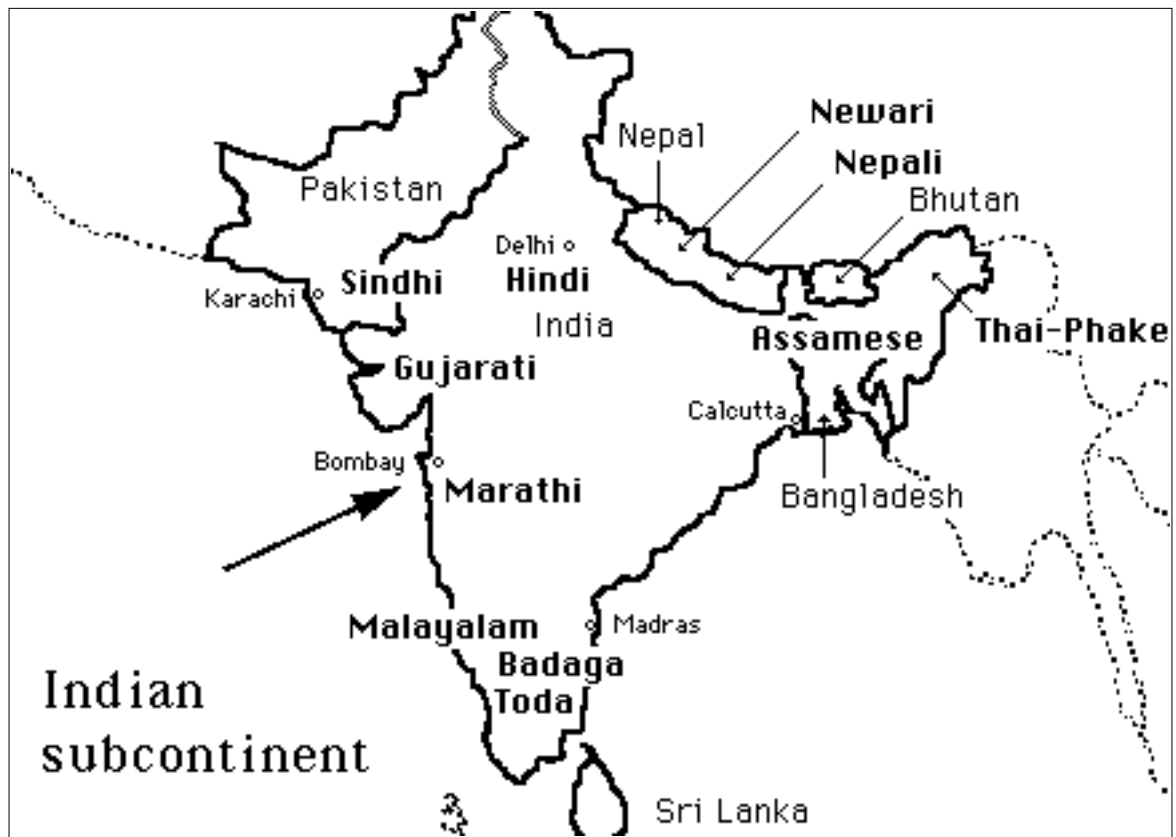 Newari
Nepal
Nepali
Pakistan
Bhutan
Delhi
Sindhi
Hindi
Karachi
India
Assamese
Thai-Phake
Gujarati
Calcutta
Bombay
Marathi
Bangladesh
Malayalam
Madras
Badaga
Toda
Indian
subcontinent
Sri Lanka